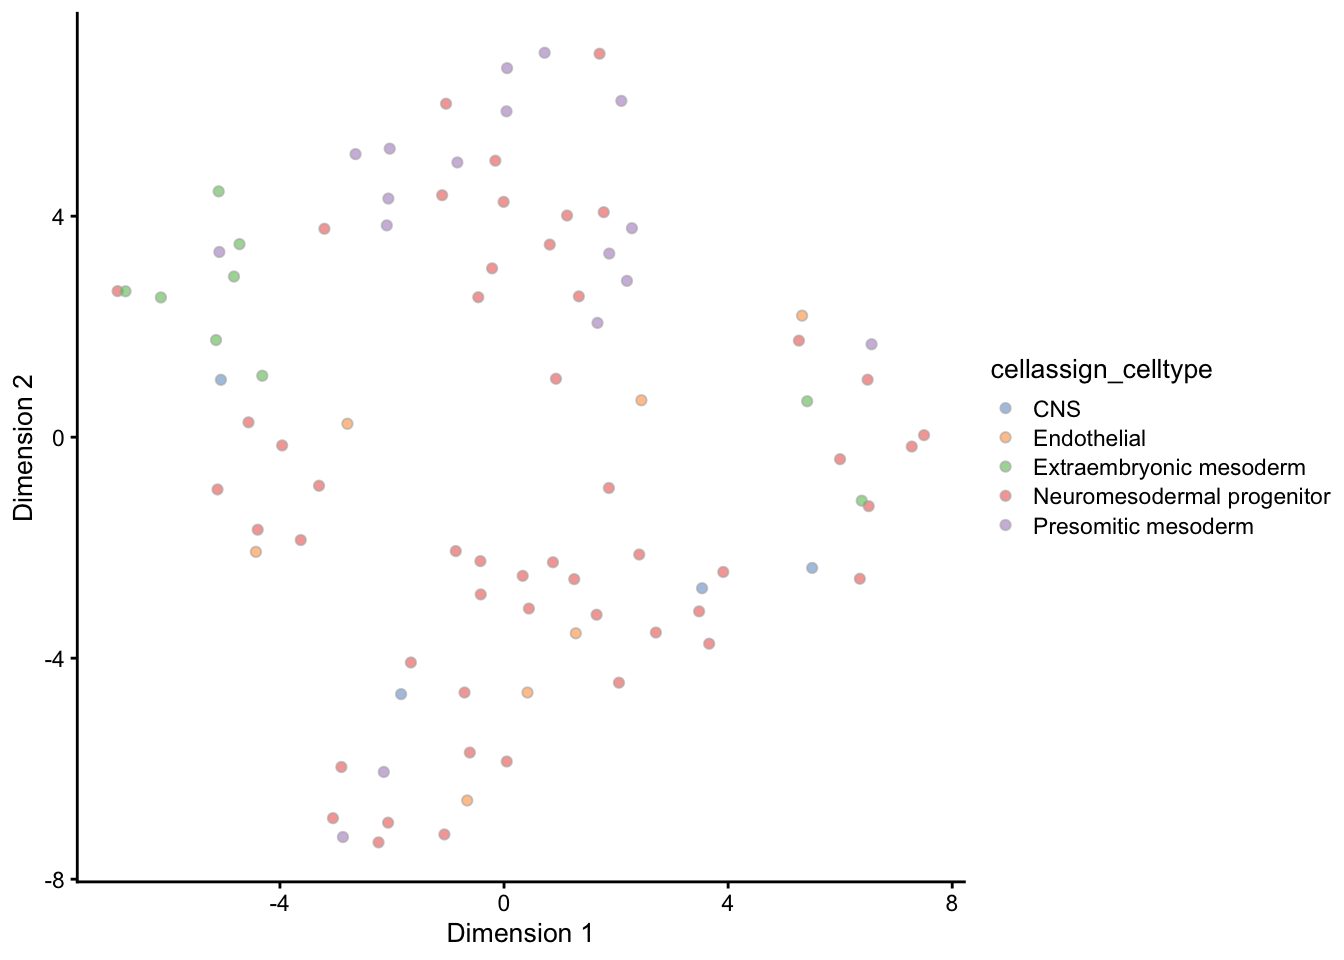 4
0
-4
-8
Dimension 2
-4
0
4
8
Dimension 1
cellassign_celltype
CNS
Endothelial
Extraembryonic mesoderm
Neuromesodermal progenitor
Presomitic mesoderm